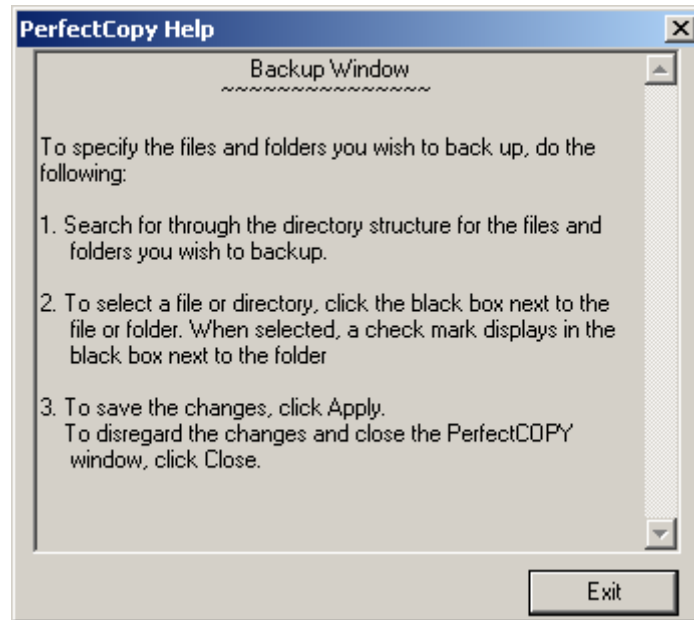 PerfectCopy Help
Backup Window
~~~~~~~~~~~~~~~
To specify the files and folders you wish to back up, do the
following:
1. Search for through the directory structure for the files and
folders you wish to backup.
2. To select a file or directory, click the black box next to the
file or folder. When selected, a check mark displays in the
black box next to the folder
3. To save the changes, click Apply.
To disregard the changes and close the PerfectCOPY
window, click Close.
Exit